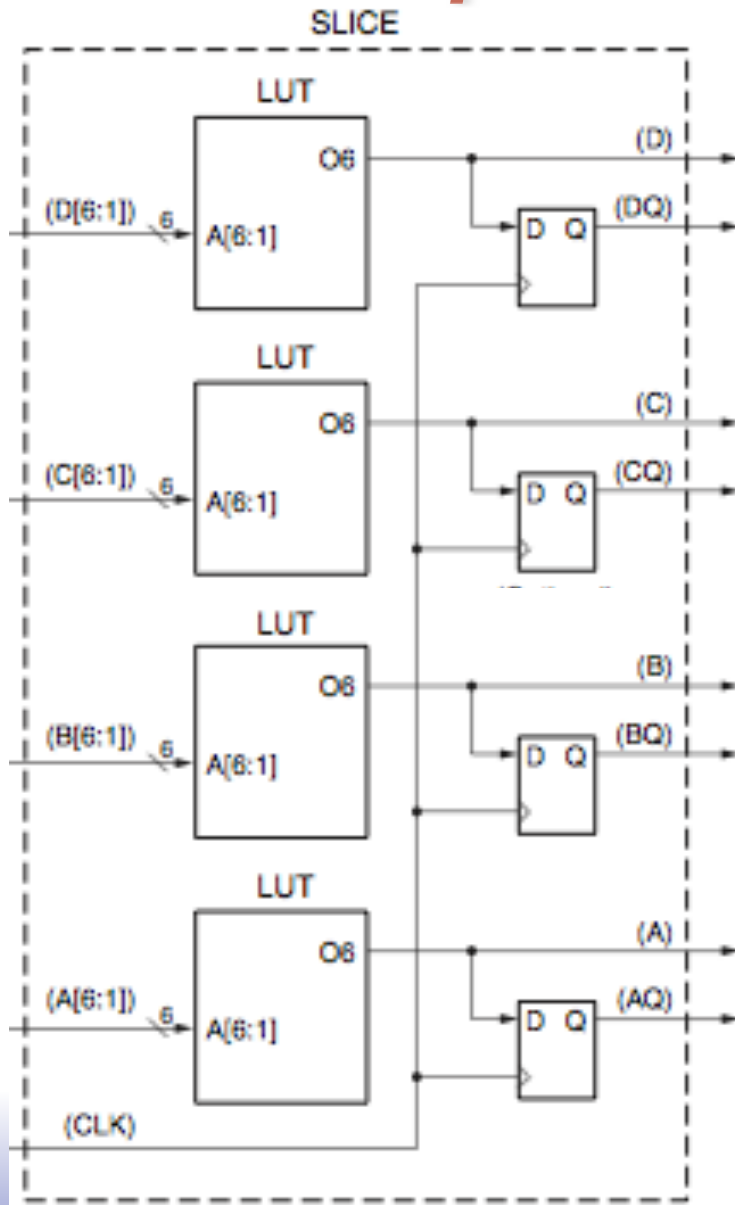 SLICE
LUT
O6
(D)
(D[6:1])
6
A[6:1]
D Q
(DQ)
LUT
O6
(C)
(C[6:1])
6
A[6:1]
D Q
(CQ)
LUT
O6
(B)
(B[6:1])
6
A[6:1]
D Q
(BQ)
LUT
O6
(A)
(A[6:1])
6
A[6:1]
D Q
(AQ)
(CLK)